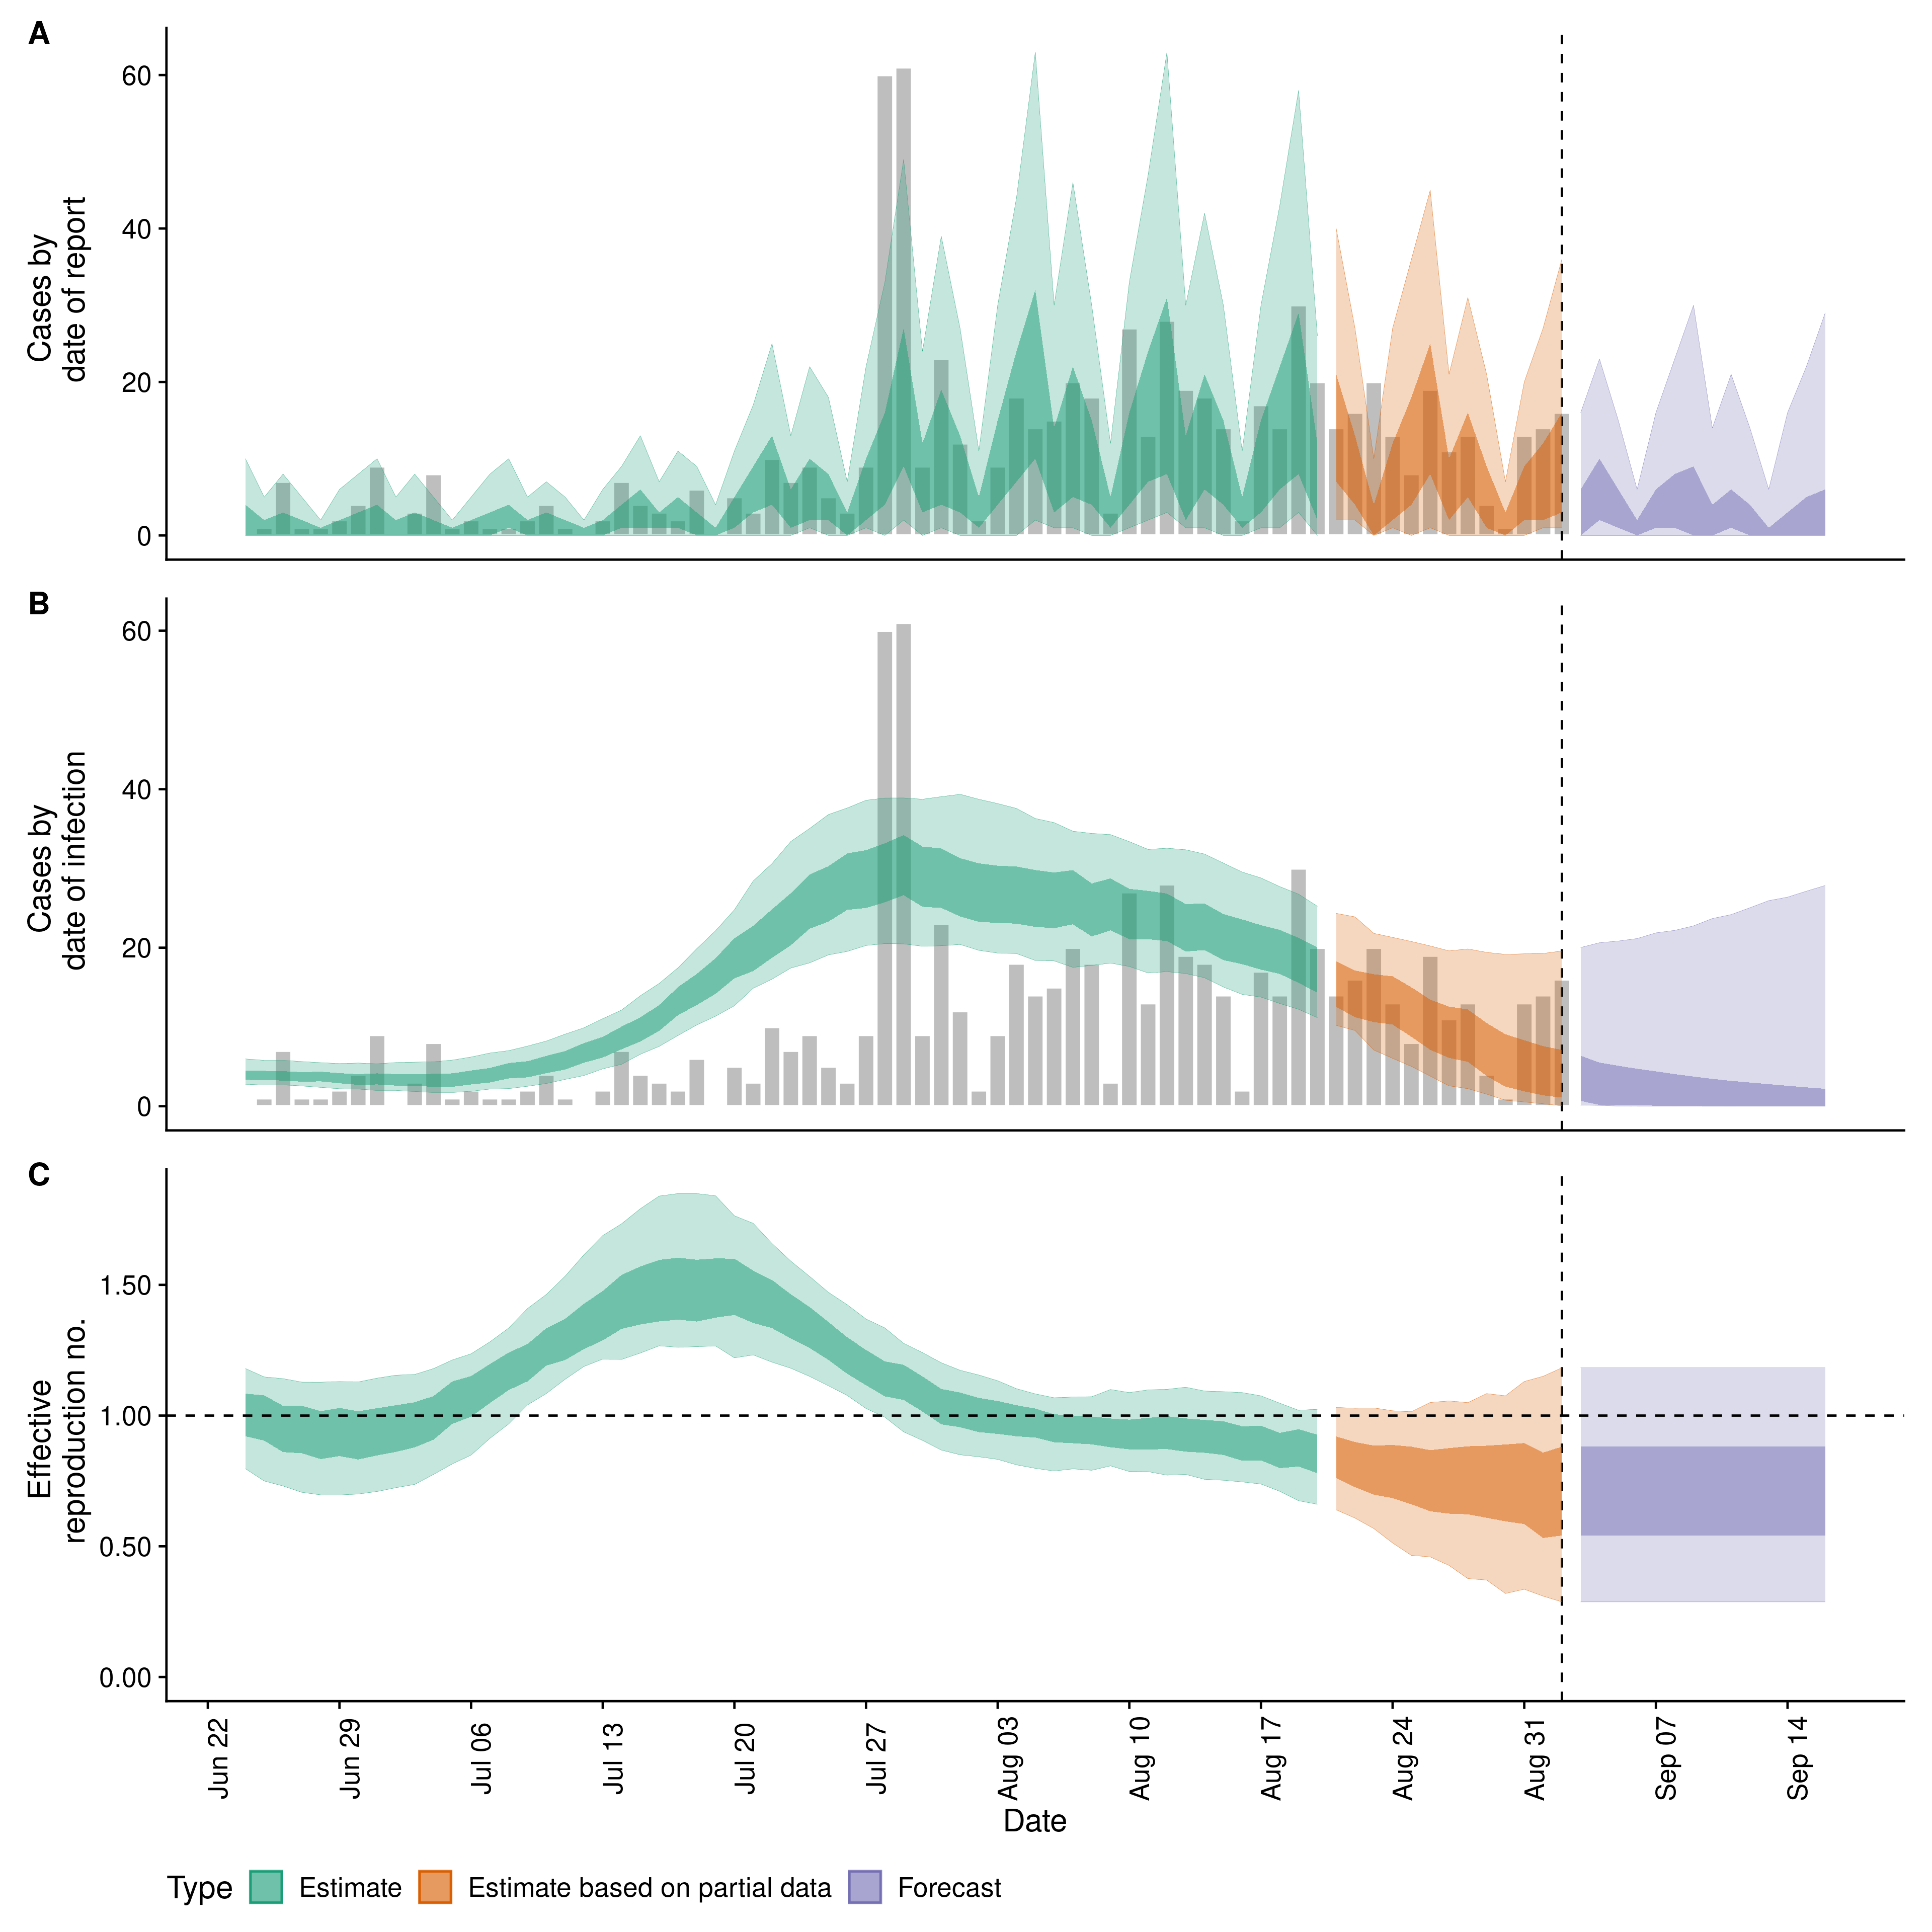 A
60
40
20
0
Cases by
date of report
B
60
40
20
0
Cases by
date of infection
C
1.50
1.00
0.50
0.00
Effective
reproduction no.
Jun 22
Jun 29
Jul 06
Jul 13
Jul 20
Jul 27
Aug 03
Aug 10
Aug 17
Aug 24
Aug 31
Sep 07
Sep 14
Date
Type Estimate Estimate based on partial data Forecast